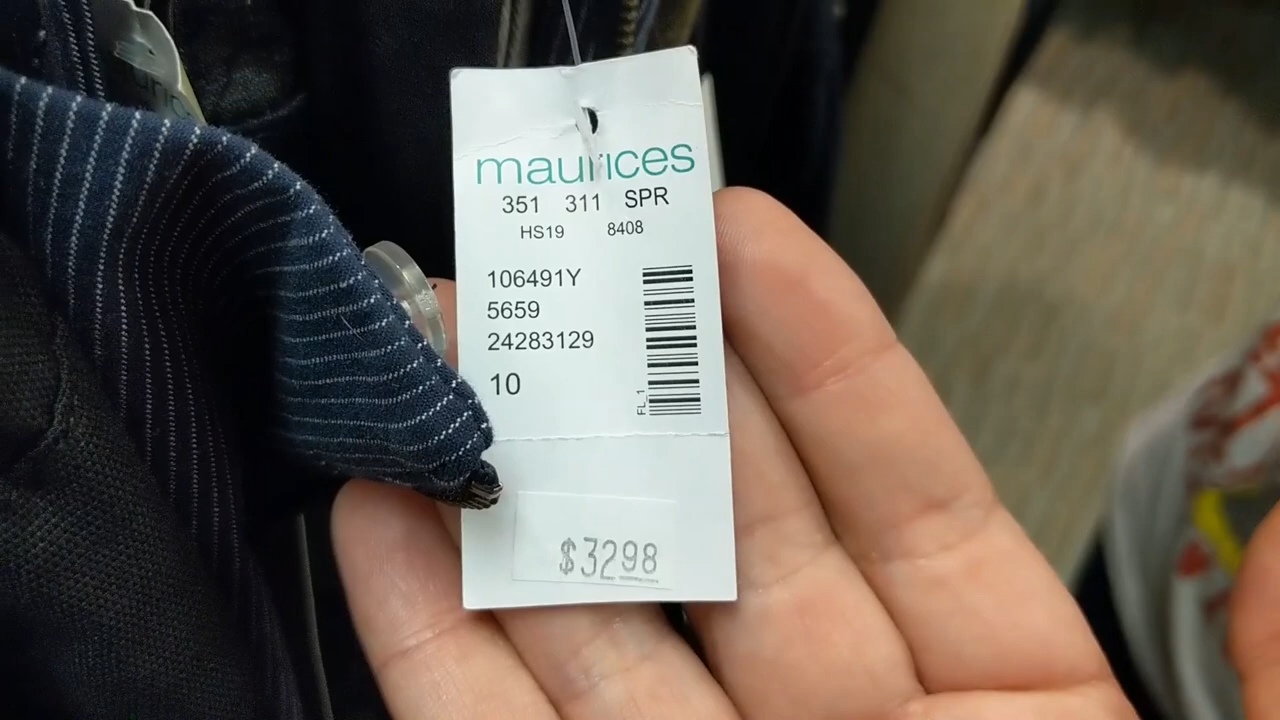 maurices
351 311 SPR
HS19 8408
106491Y
5659
24283129
10
FL_1
$3298